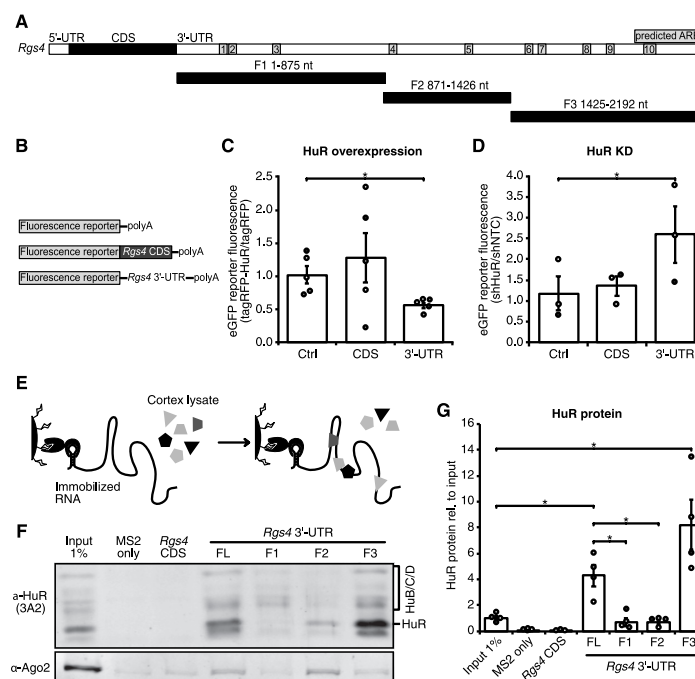 A
5'-UTR CDS 3'-UTR predicted ARE
Rgs4 1 2 3 4 5 6 7 8 9 10
F1 1-875 nt
F2 871-1426 nt
F3 1425-2192 nt
B
Fluorescence reporter polyA
Fluorescence reporter Rgs4 CDS polyA
Fluorescence reporter Rgs4 3'-UTR polyA
C
HuR overexpression
eGFP reporter fluorescence
(tagRFP-HuR/tagRFP)
2.5
2.0
1.5
1.0
0.5
0.0
*
Ctrl CDS 3'-UTR
D
HuR KD
eGFP reporter fluorescence
(shHuR/shNTC)
4.0
3.5
3.0
2.5
2.0
1.5
1.0
0.5
0.0
*
Ctrl CDS 3'-UTR
E
Cortex lysate
Immobilized
RNA
F
Input
1%
MS2
only
Rgs4
CDS
Rgs4 3'-UTR
FL F1 F2 F3
a-HuR
(3A2)
HuB/C/D
HuR
α-Ago2
G
HuR protein
HuR protein rel. to input
16
14
12
10
8
6
4
2
0
*
*
*
*
Input 1% MS2 only Rgs4 CDS FL F1 F2 F3
Rgs4 3'-UTR